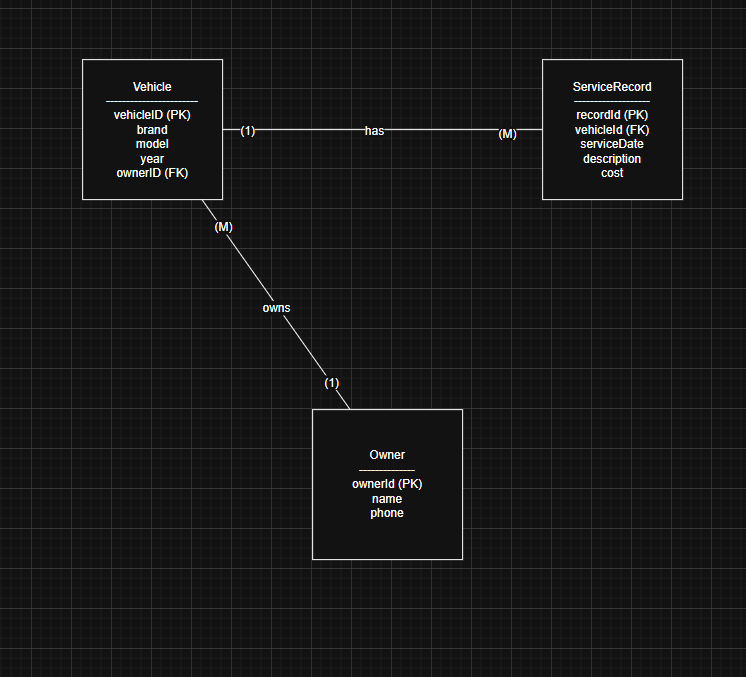 Vehicle
-----------------------
vehicleID (PK)
brand
model
year
ownerID (FK)
(1)
has
(M)
ServiceRecord
-------------------
recordId (PK)
vehicleId (FK)
serviceDate
description
cost
(M)
owns
(1)
Owner
--------------
ownerId (PK)
name
phone